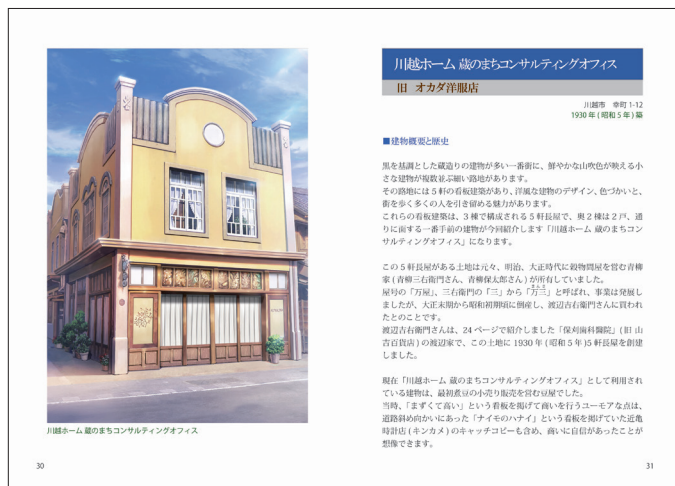 川越ホーム 蔵のまちコンサルティングオフィス
30
川越ホーム 蔵のまちコンサルティングオフィス
旧 オカダ洋服店
川越市 幸町 1-12
1930 年 ( 昭和 5 年 ) 築
■建物概要と歴史
黒を基調とした蔵造りの建物が多い一番街に、鮮やかな山吹色が映える小
さな建物が複数並ぶ細い路地があります。
その路地には 5 軒の看板建築があり、洋風な建物のデザイン、色づかいと、
街を歩く多くの人を引き留める魅力があります。
これらの看板建築は、3 棟で構成される 5 軒長屋で、奥 2 棟は 2 戸、通
りに面する一番手前の建物が今回紹介します「川越ホーム 蔵のまちコン
サルティングオフィス」になります。
この 5 軒長屋がある土地は元々、明治、大正時代に穀物問屋を営む青柳
家 ( 青柳三右衛門さん、青柳保太郎さん ) が所有していました。
屋号の「万屋」、三右衛門の「三」から「万三」と呼ばれ、事業は発展し
ましたが、大正末期から昭和初期頃に倒産し、渡辺吉右衛門さんに買われ
たとのことです。
渡辺吉右衛門さんは、24 ページで紹介しました「保刈歯科醫院」( 旧 山
吉百貨店 ) の渡辺家で、この土地に 1930 年 ( 昭和 5 年 )5 軒長屋を創建
しました。
現在「川越ホーム 蔵のまちコンサルティングオフィス」として利用され
ている建物は、最初煮豆の小売り販売を営む豆屋でした。
当時、「まずくて高い」という看板を掲げて商いを行うユーモアな点は、
道路斜め向かいにあった「ナイモのハナイ」という看板を掲げていた近亀
時計店 ( キンカメ ) のキャッチコピーも含め、商いに自信があったことが
想像できます。
31